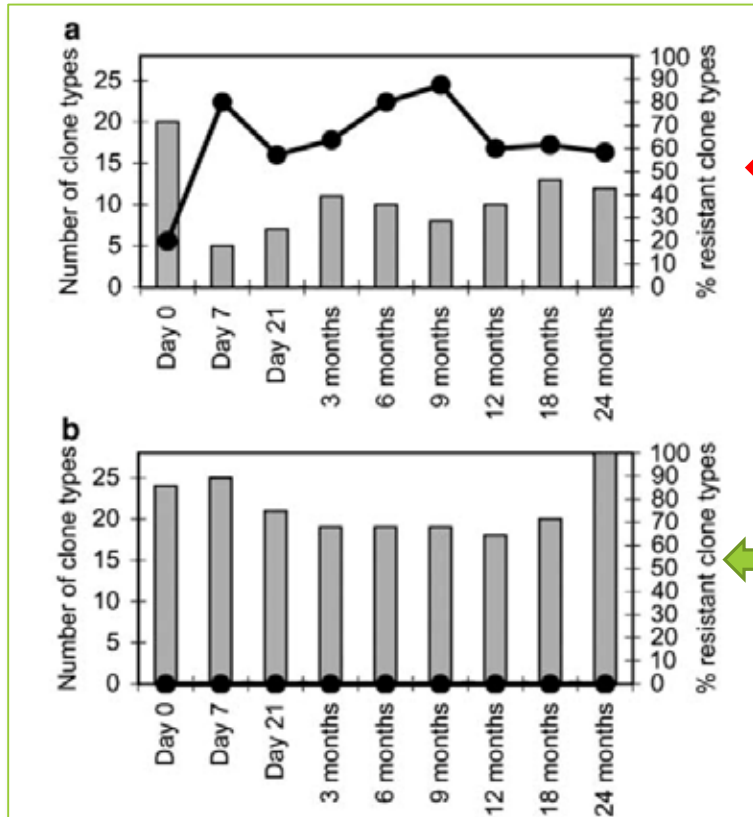 a
Number of clone types
25
20
15
10
5
0
100
90
80
70
60
50
40
30
20
10
0
% resistant clone types
Day 0
Day 7
Day 21
3 months
6 months
9 months
12 months
18 months
24 months
b
Number of clone types
25
20
15
10
5
0
100
90
80
70
60
50
40
30
20
10
0
% resistant clone types
Day 0
Day 7
Day 21
3 months
6 months
9 months
12 months
18 months
24 months